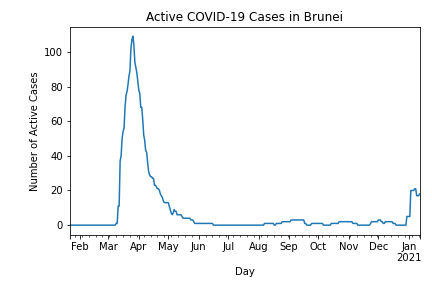 Active COVID-19 Cases in Brunei
Number of Active Cases
100
80
60
40
20
0
Feb Mar Apr May Jun Jul Aug Sep Oct Nov Dec Jan
2021
Day